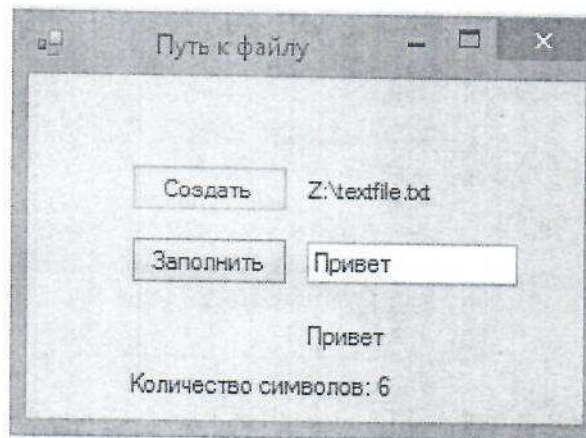 Путь к файлу
Создать Z:\textfile.txt
Заполнить Привет
Привет
Количество символов: 6